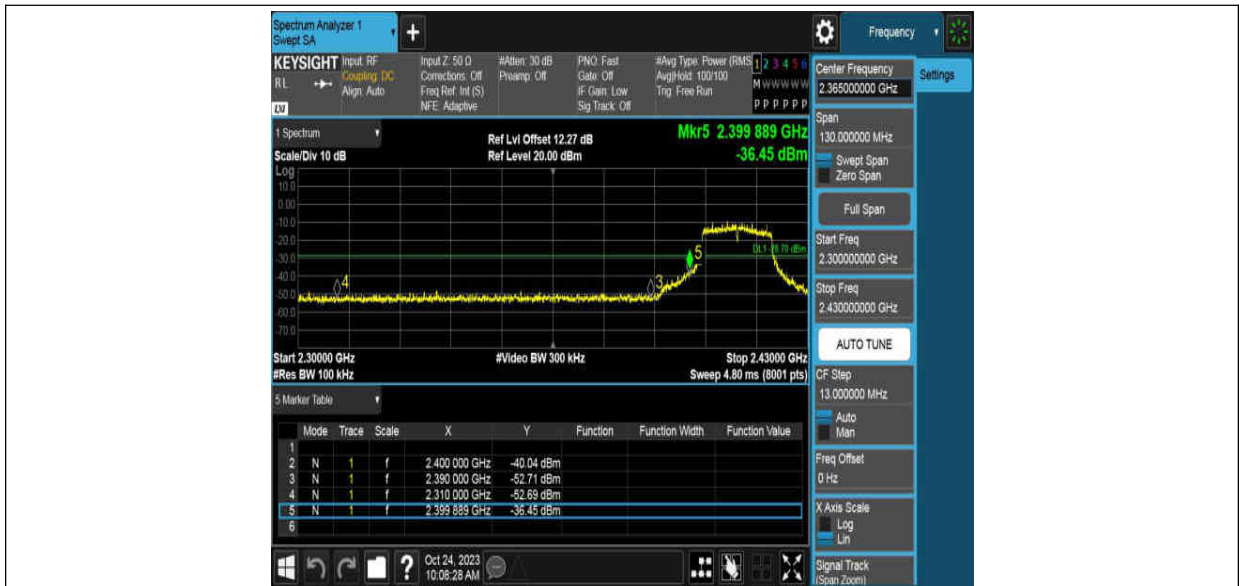 Spectrum Analyzer 1
Swept SA
+
Frequency
KEYSIGHT
RL
LXI
Input: RF
Coupling: DC
Align: Auto
Input Z: 50 Ω
Corrections: Off
Freq Ref: Int (S)
NFE: Adaptive
#Atten: 30 dB
Preamp: Off
PNO: Fast
Gate: Off
IF Gain: Low
Sig Track: Off
#Avg Type: Power (RMS
Avg|Hold: 100/100
Trig: Free Run
1 2 3 4 5 6
M W W W W W
P P P P P P
Center Frequency
2.365000000 GHz
Settings
1 Spectrum
Scale/Div 10 dB
Ref Lvl Offset 12.27 dB
Ref Level 20.00 dBm
Mkr5 2.399 889 GHz
-36.45 dBm
Span
130.000000 MHz
Swept Span
Zero Span
Full Span
Start Freq
2.300000000 GHz
Stop Freq
2.430000000 GHz
AUTO TUNE
CF Step
13.000000 MHz
Auto
Man
Freq Offset
0 Hz
X Axis Scale
Log
Lin
Signal Track
(Span Zoom)
Log
10.0
0.00
-10.0
-20.0
-30.0
-40.0
-50.0
-60.0
-70.0
4
3
5
Start 2.30000 GHz
#Res BW 100 kHz
#Video BW 300 kHz
Stop 2.43000 GHz
Sweep 4.80 ms (8001 pts)
5 Marker Table
Mode Trace Scale X Y Function Function Width Function Value
1
2 N 1 f 2.400 000 GHz -40.04 dBm
3 N 1 f 2.390 000 GHz -52.71 dBm
4 N 1 f 2.310 000 GHz -52.69 dBm
5 N 1 f 2.399 889 GHz -36.45 dBm
6
?
Oct 24, 2023
10:08:28 AM